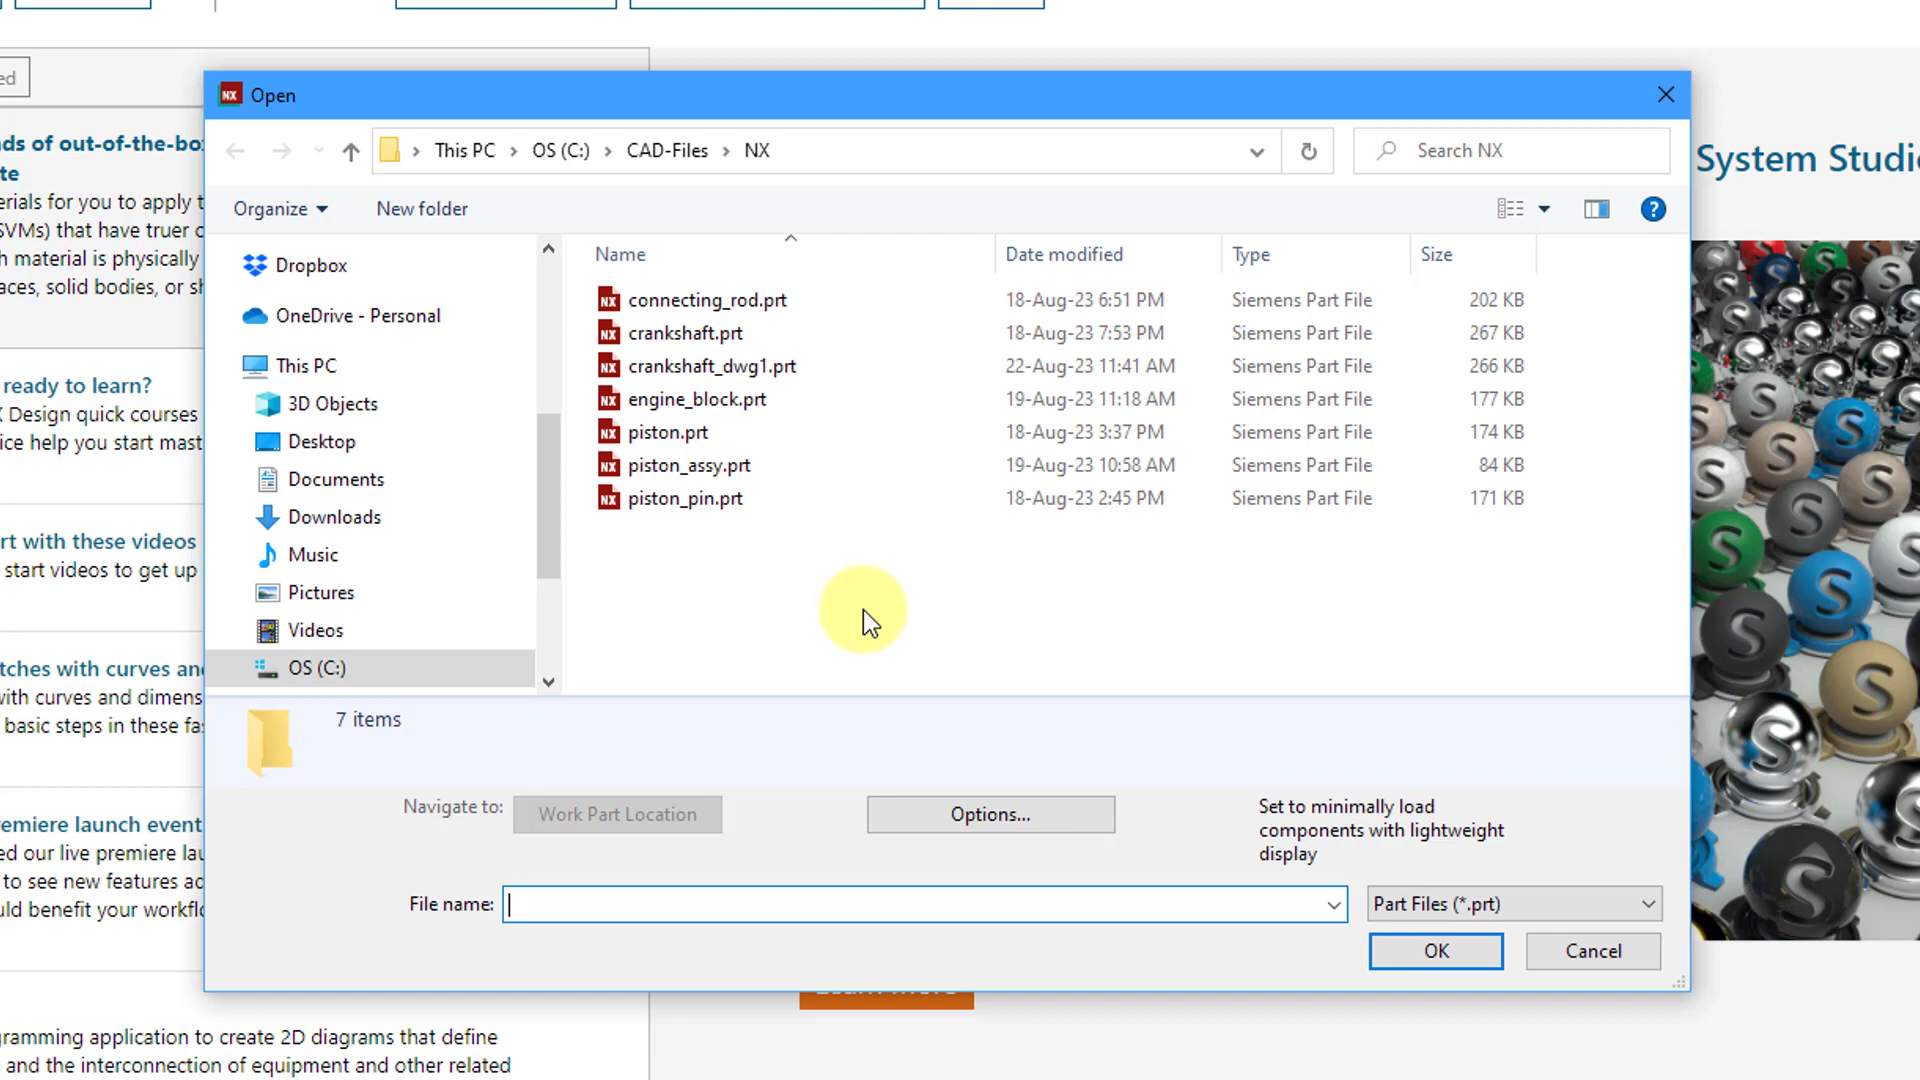 ed
NX Open
This PC > OS (C:) > CAD-Files > NX
Search NX
Organize
New folder
?
Dropbox
OneDrive - Personal
This PC
3D Objects
Desktop
Documents
Downloads
Music
Pictures
Videos
OS (C:)
Name Date modified Type Size
NX connecting_rod.prt 18-Aug-23 6:51 PM Siemens Part File 202 KB
NX crankshaft.prt 18-Aug-23 7:53 PM Siemens Part File 267 KB
NX crankshaft_dwg1.prt 22-Aug-23 11:41 AM Siemens Part File 266 KB
NX engine_block.prt 19-Aug-23 11:18 AM Siemens Part File 177 KB
NX piston.prt 18-Aug-23 3:37 PM Siemens Part File 174 KB
NX piston_assy.prt 19-Aug-23 10:58 AM Siemens Part File 84 KB
NX piston_pin.prt 18-Aug-23 2:45 PM Siemens Part File 171 KB
7 items
Navigate to:
Work Part Location
Options...
Set to minimally load
components with lightweight
display
File name:
Part Files (*.prt)
OK
Cancel
ds of out-of-the-bo
te
erials for you to apply t
SVMs) that have truer c
h material is physically
aces, solid bodies, or sh
ready to learn?
X Design quick courses
ice help you start mast
rt with these videos
start videos to get up
tches with curves an
with curves and dimens
basic steps in these fa
emiere launch event
ed our live premiere lau
to see new features ad
uld benefit your workflo
gramming application to create 2D diagrams that define
and the interconnection of equipment and other related
System Studi